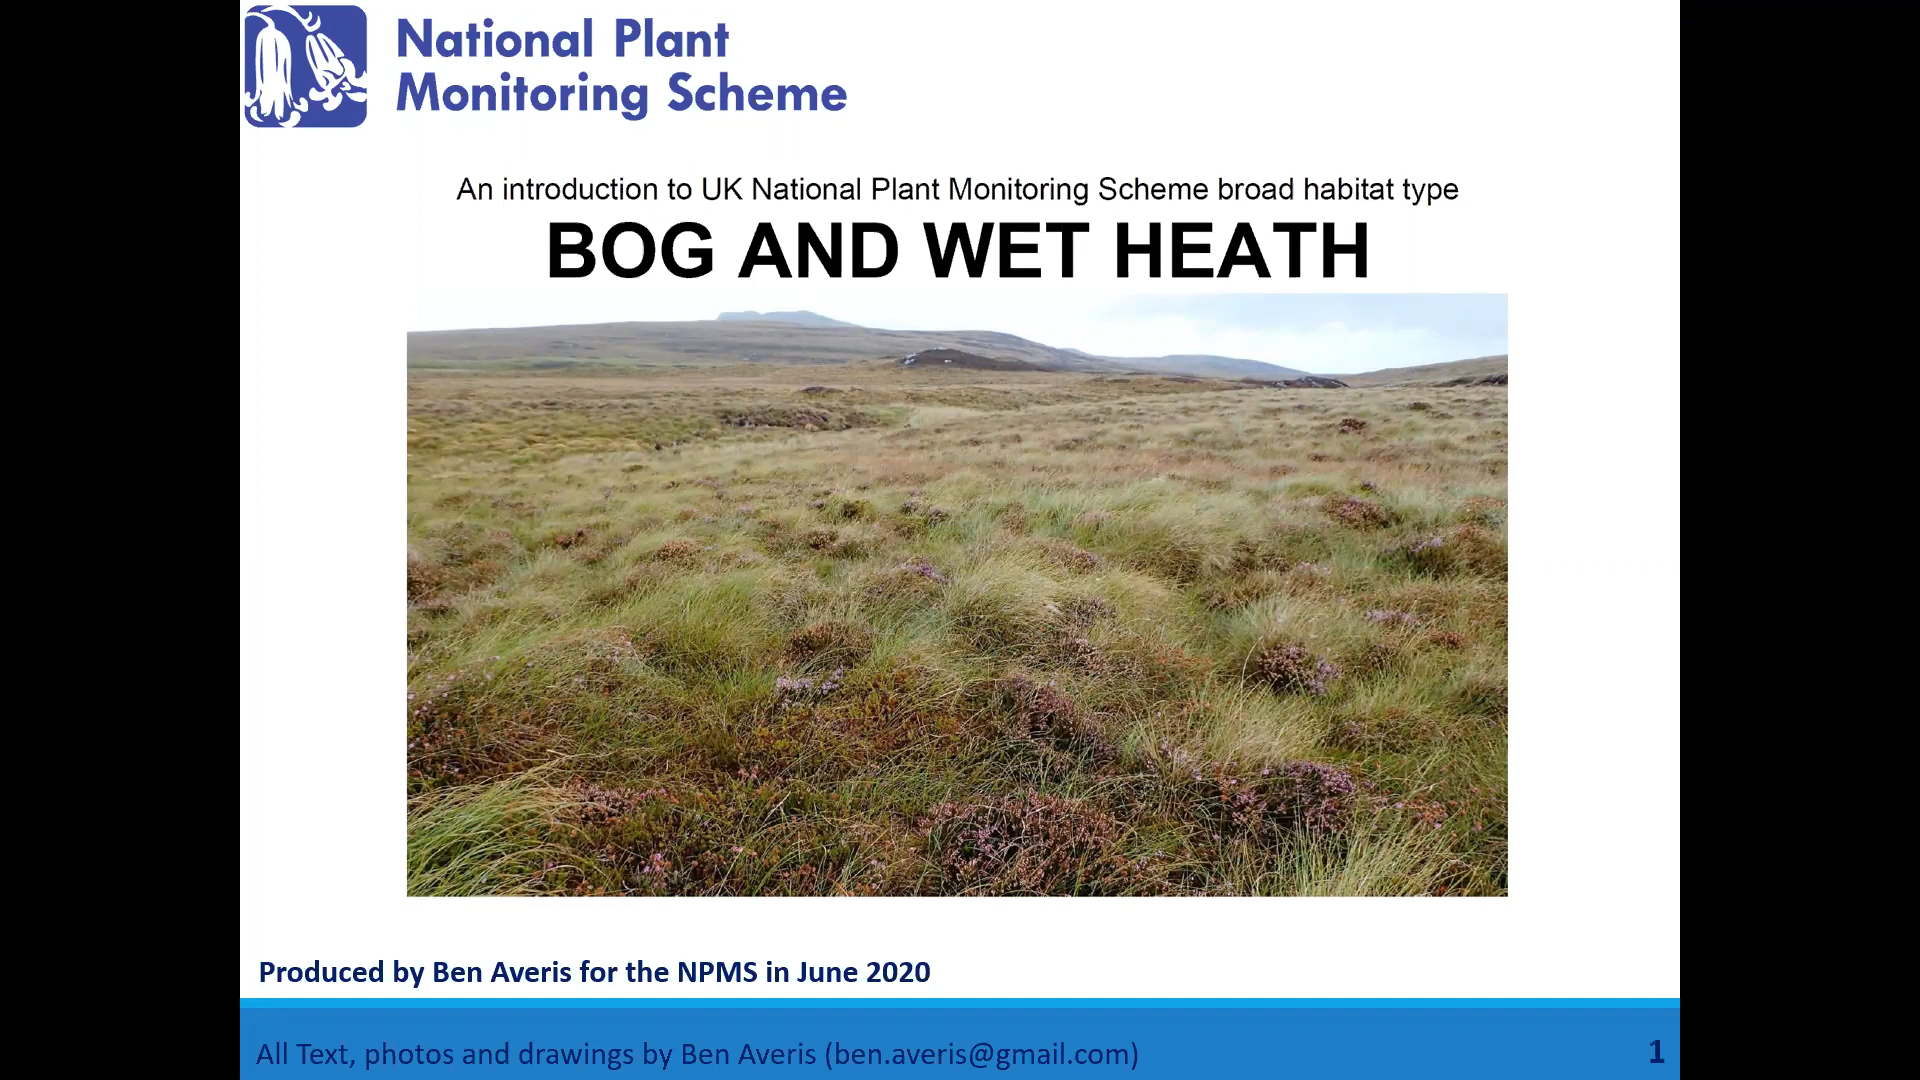 National Plant
Monitoring Scheme
An introduction to UK National Plant Monitoring Scheme broad habitat type
BOG AND WET HEATH
Produced by Ben Averis for the NPMS in June 2020
All Text, photos and drawings by Ben Averis (ben.averis@gmail.com)
1